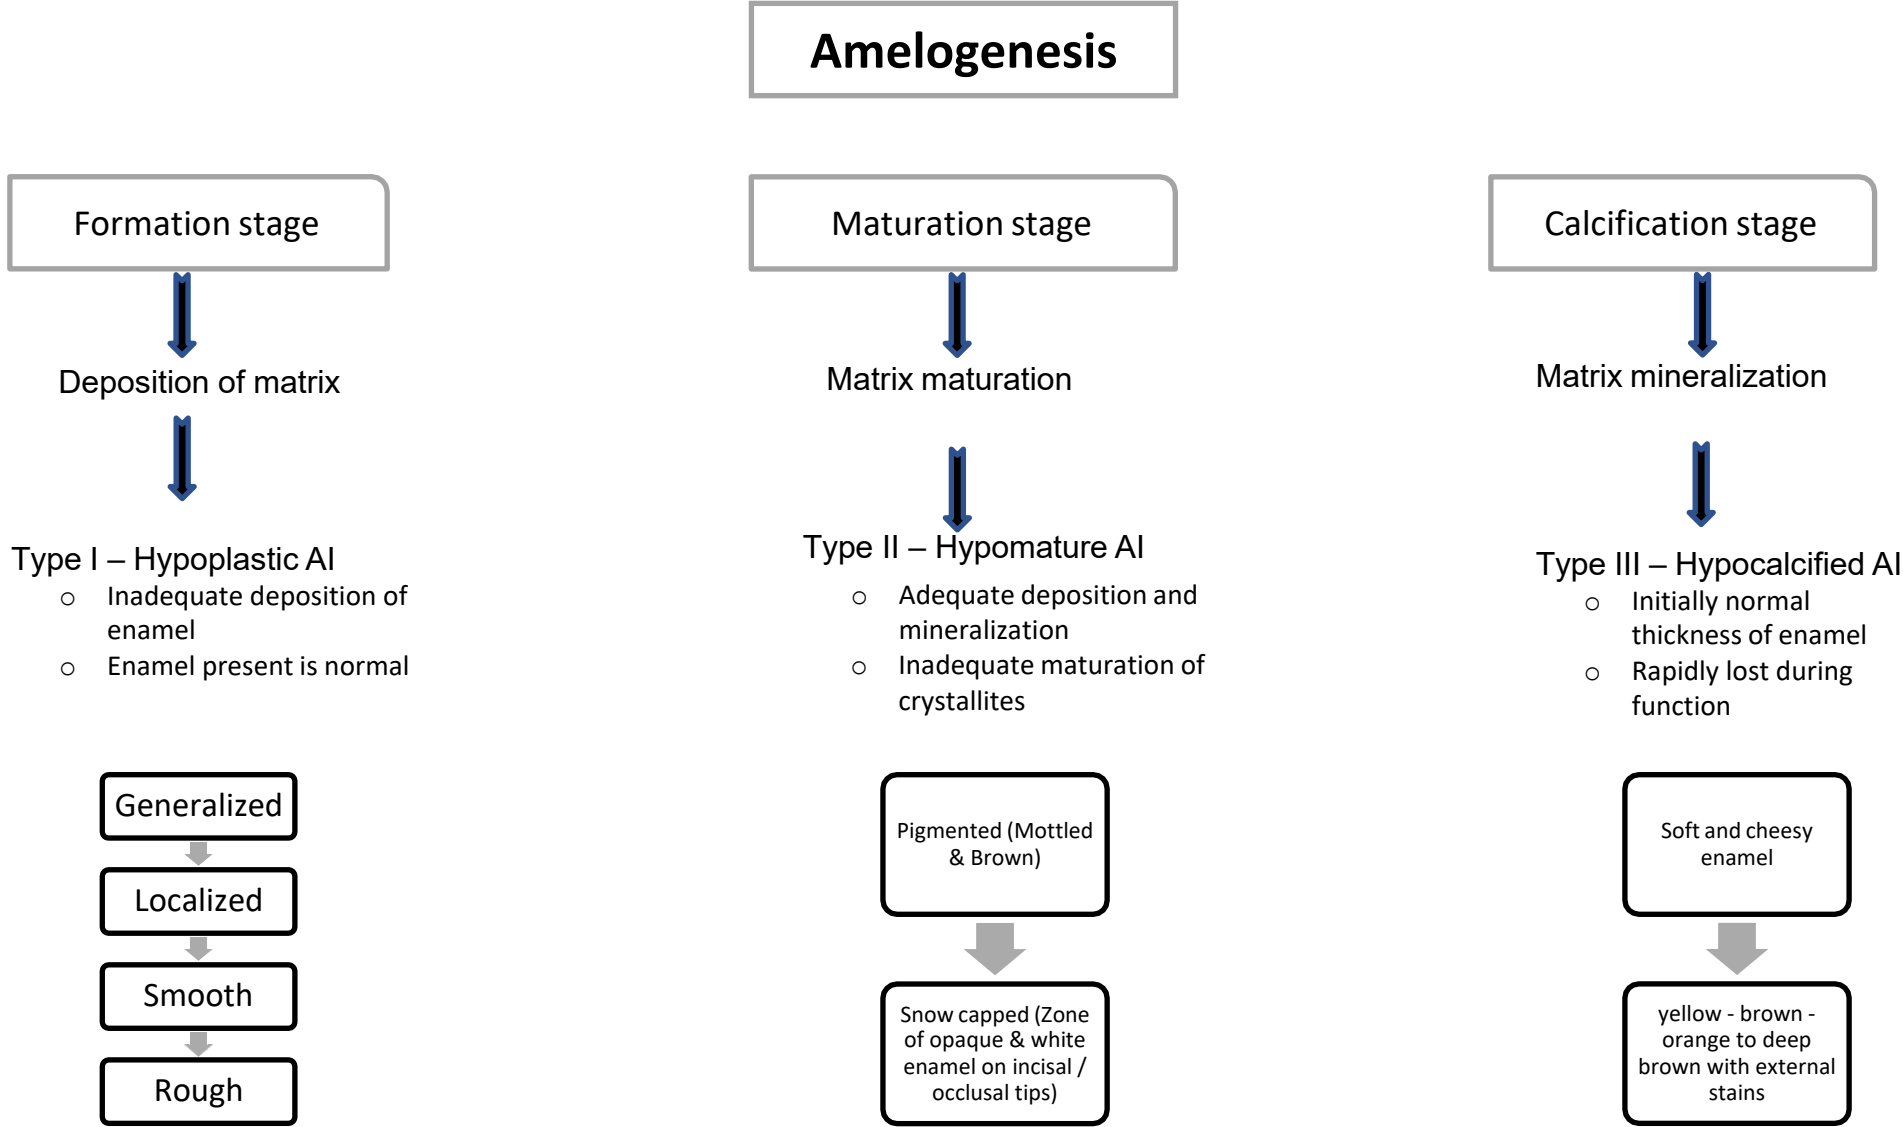 Amelogenesis
Formation stage
Deposition of matrix
Type I – Hypoplastic AI
o Inadequate deposition of
enamel
o Enamel present is normal
Generalized
Localized
Smooth
Rough
Maturation stage
Matrix maturation
Type II – Hypomature AI
o Adequate deposition and
mineralization
o Inadequate maturation of
crystallites
Pigmented (Mottled
& Brown)
Snow capped (Zone
of opaque & white
enamel on incisal /
occlusal tips)
Calcification stage
Matrix mineralization
Type III – Hypocalcified AI
o Initially normal
thickness of enamel
o Rapidly lost during
function
Soft and cheesy
enamel
yellow - brown -
orange to deep
brown with external
stains